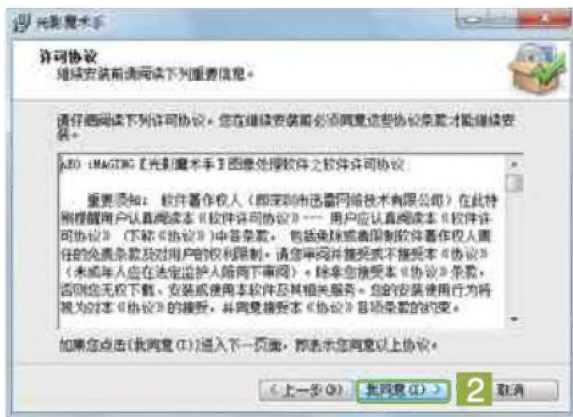 光影魔术手
许可协议
继续安装前请阅读下列重要信息。
请仔细阅读下列许可协议。您在继续安装前必须同意这些协议条款才能继续安
装。
NEO iMAGING【光影魔术手】图像处理软件之软件许可协议
重要须知：软件著作权人（即深圳市迅雷网络技术有限公司）在此特
别提醒用户认真阅读本《软件许可协议》--- 用户应认真阅读本《软件许
可协议》（下称《协议》）中各条款，包括免除或者限制软件著作权人责
任的免责条款及对用户的权利限制。请您审阅并接受或不接受本《协议》
（未成年人应在法定监护人陪同下审阅）。除非您接受本《协议》条款，
否则您无权下载、安装或使用本软件及其相关服务。您的安装使用行为将
视为对本《协议》的接受，并同意接受本《协议》各项条款的约束。
如果您点击[我同意(I)]进入下一页面，即表示您同意以上协议。
<上一步(B)
我同意(I) >
2
取消